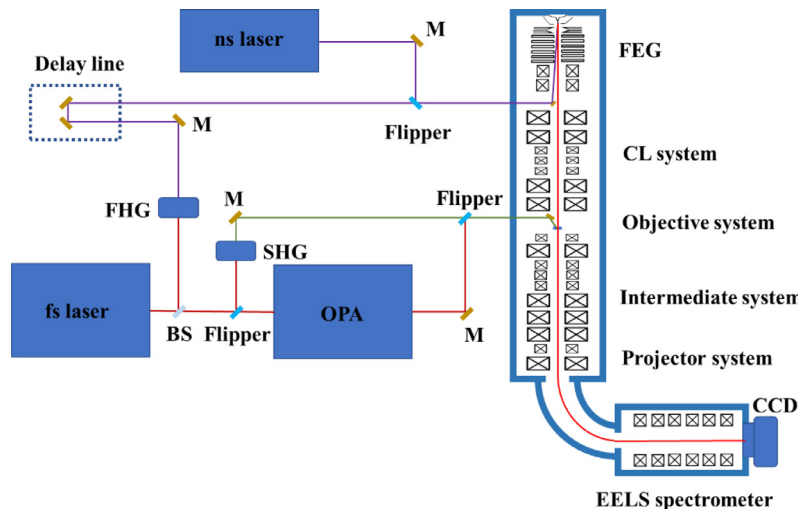 ns laser
M
FEG
Delay line
M
Flipper
CL system
FHG
M
Flipper
Objective system
SHG
fs laser
OPA
Intermediate system
BS
Flipper
M
Projector system
CCD
EELS spectrometer